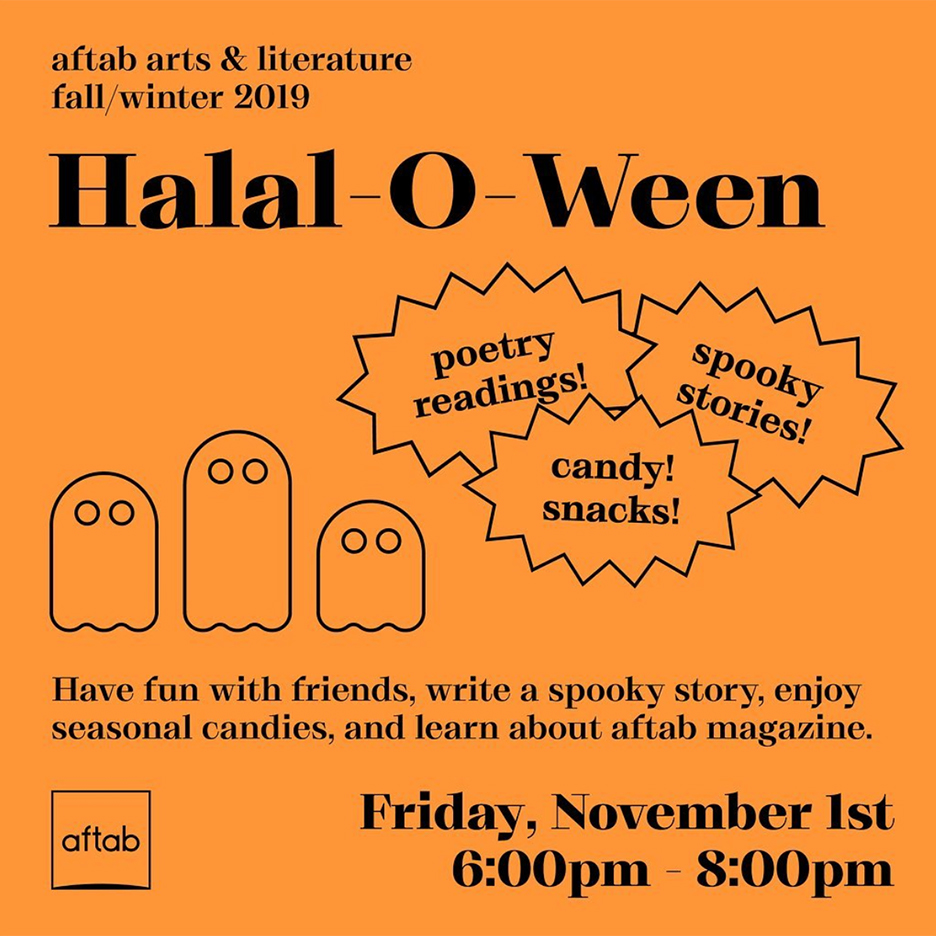 aftab arts & literature
fall/winter 2019
Halal-O-Ween
poetry
readings!
spooky
stories!
candy!
snacks!
Have fun with friends, write a spooky story, enjoy
seasonal candies, and learn about aftab magazine.
aftab
Friday, November 1st
6:00pm - 8:00pm